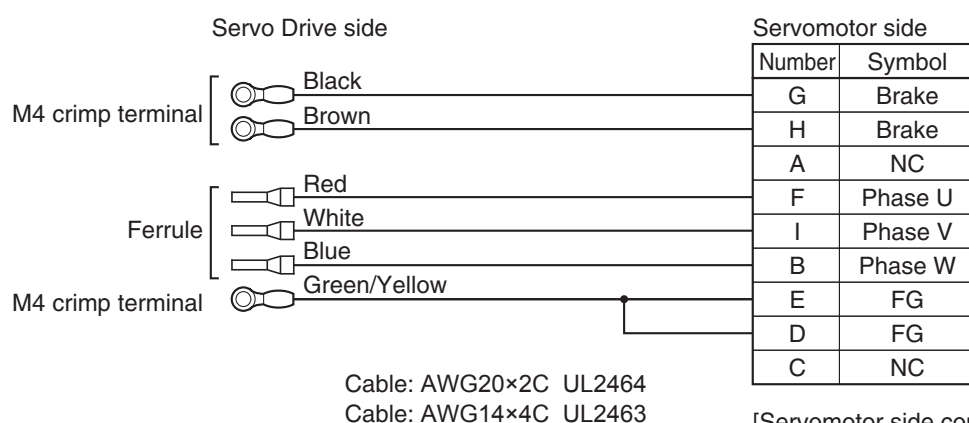 Servo Drive side
Servomotor side
Number Symbol
M4 crimp terminal
Black
G Brake
Brown
H Brake
A NC
Ferrule
Red
F Phase U
White
I Phase V
Blue
B Phase W
M4 crimp terminal
Green/Yellow
E FG
D FG
C NC
Cable: AWG20×2C UL2464
Cable: AWG14×4C UL2463
[Servomotor side